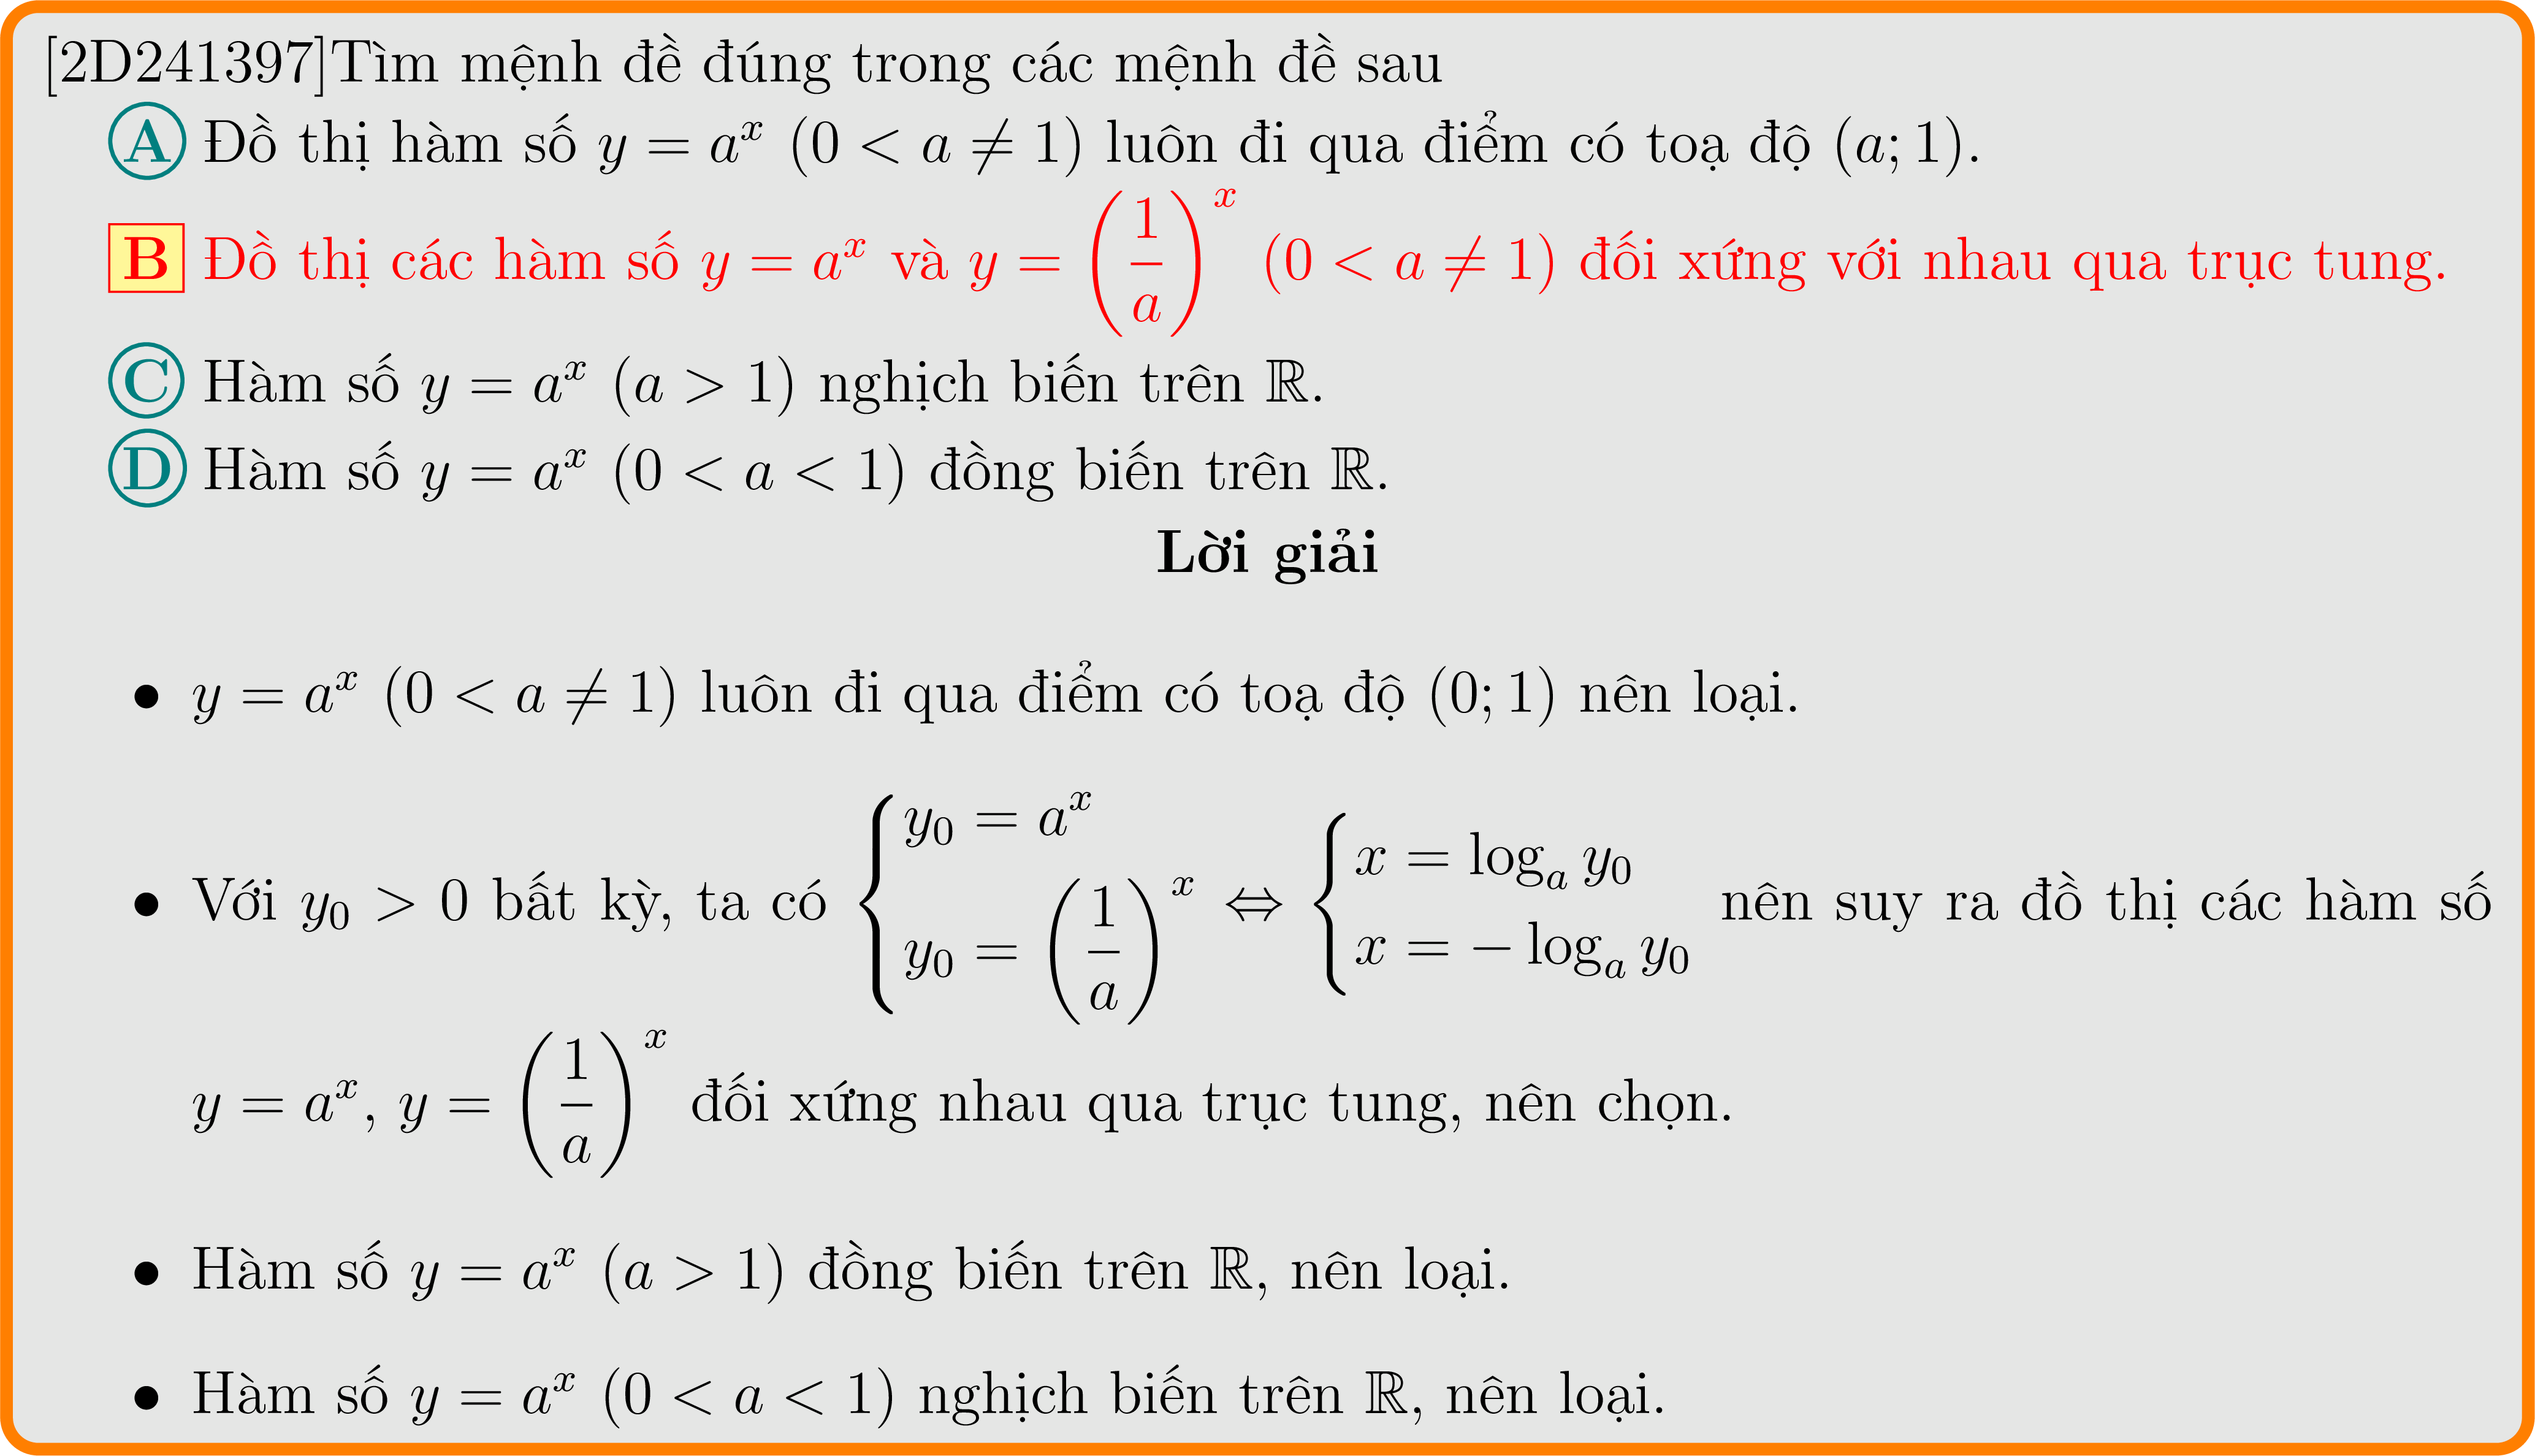 [2D241397]Tìm mệnh đề đúng trong các mệnh đề sau
A Đồ thị hàm số $y = a^x$ $(0 < a \neq 1)$ luôn đi qua điểm có toạ độ $(a; 1)$.
B Đồ thị các hàm số $y = a^x$ và $y = \left(\dfrac{1}{a}\right)^x$ $(0 < a \neq 1)$ đối xứng với nhau qua trục tung.
C Hàm số $y = a^x$ $(a > 1)$ nghịch biến trên $\mathbb{R}$.
D Hàm số $y = a^x$ $(0 < a < 1)$ đồng biến trên $\mathbb{R}$.
Lời giải
• $y = a^x$ $(0 < a \neq 1)$ luôn đi qua điểm có toạ độ $(0; 1)$ nên loại.
• Với $y_0 > 0$ bất kỳ, ta có $\begin{cases} y_0 = a^x \\ y_0 = \left(\dfrac{1}{a}\right)^x \end{cases} \Leftrightarrow \begin{cases} x = \log_a y_0 \\ x = -\log_a y_0 \end{cases}$ nên suy ra đồ thị các hàm số
$y = a^x$, $y = \left(\dfrac{1}{a}\right)^x$ đối xứng nhau qua trục tung, nên chọn.
• Hàm số $y = a^x$ $(a > 1)$ đồng biến trên $\mathbb{R}$, nên loại.
• Hàm số $y = a^x$ $(0 < a < 1)$ nghịch biến trên $\mathbb{R}$, nên loại.